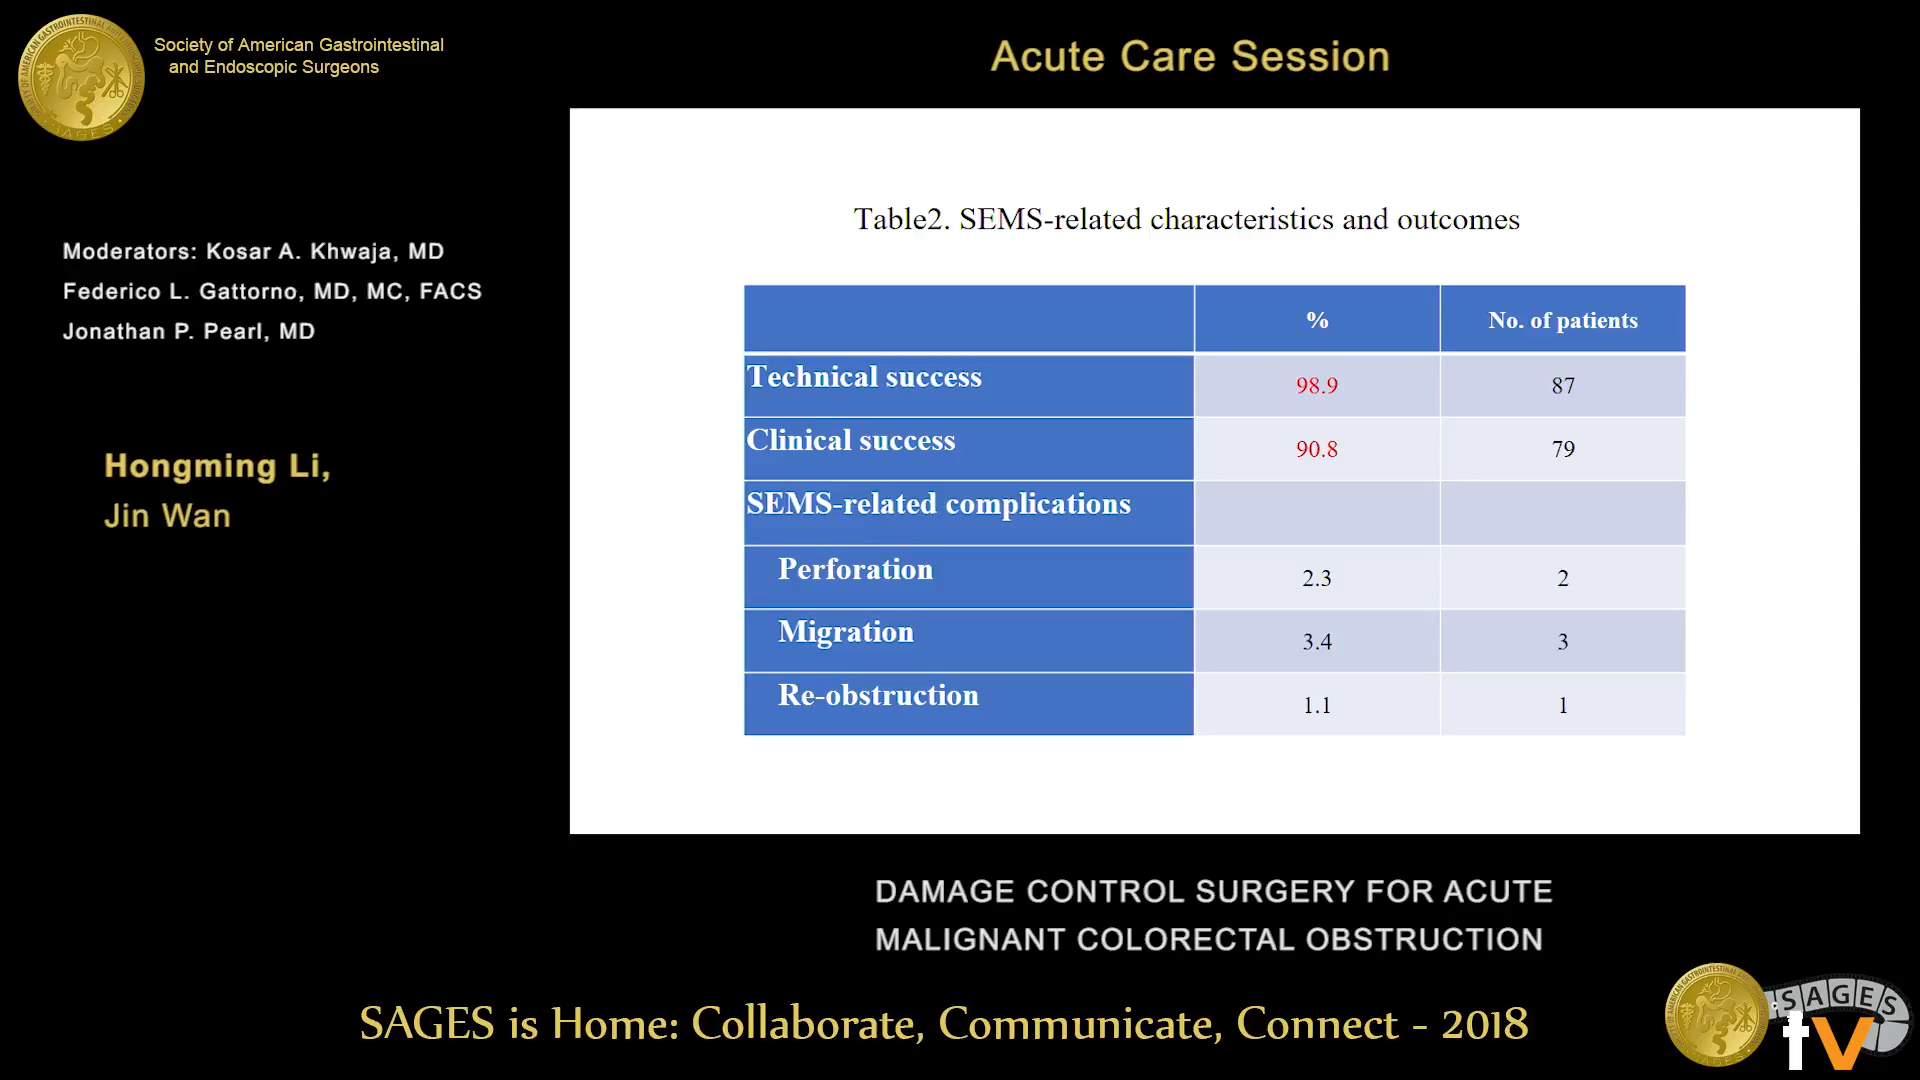 Society of American Gastrointestinal
and Endoscopic Surgeons
Acute Care Session
Moderators: Kosar A. Khwaja, MD
Federico L. Gattorno, MD, MC, FACS
Jonathan P. Pearl, MD
Hongming Li,
Jin Wan
Table2. SEMS-related characteristics and outcomes
% No. of patients
Technical success 98.9 87
Clinical success 90.8 79
SEMS-related complications
Perforation 2.3 2
Migration 3.4 3
Re-obstruction 1.1 1
DAMAGE CONTROL SURGERY FOR ACUTE
MALIGNANT COLORECTAL OBSTRUCTION
SAGES is Home: Collaborate, Communicate, Connect - 2018
SAGES
tv